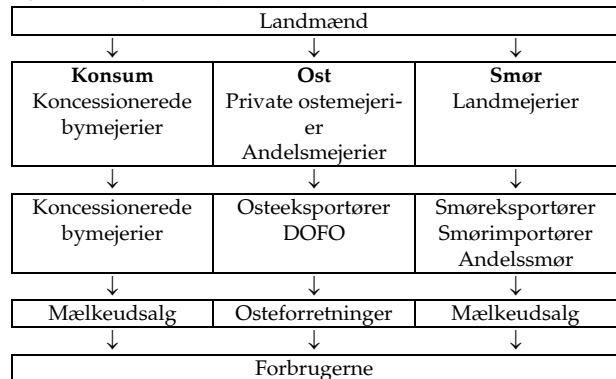 Landmænd
↓ ↓ ↓
Konsum
Koncessionerede
bymejerier
Ost
Private ostemejeri-
er
Andelsmejerier
Smør
Landmejerier
↓ ↓ ↓
Koncessionerede
bymejerier
Osteeksportører
DOFO
Smøreksportører
Smørimportører
Andelssmør
↓ ↓ ↓
Mælkeudsalg
Osteforretninger
Mælkeudsalg
↓ ↓ ↓
Forbrugerne